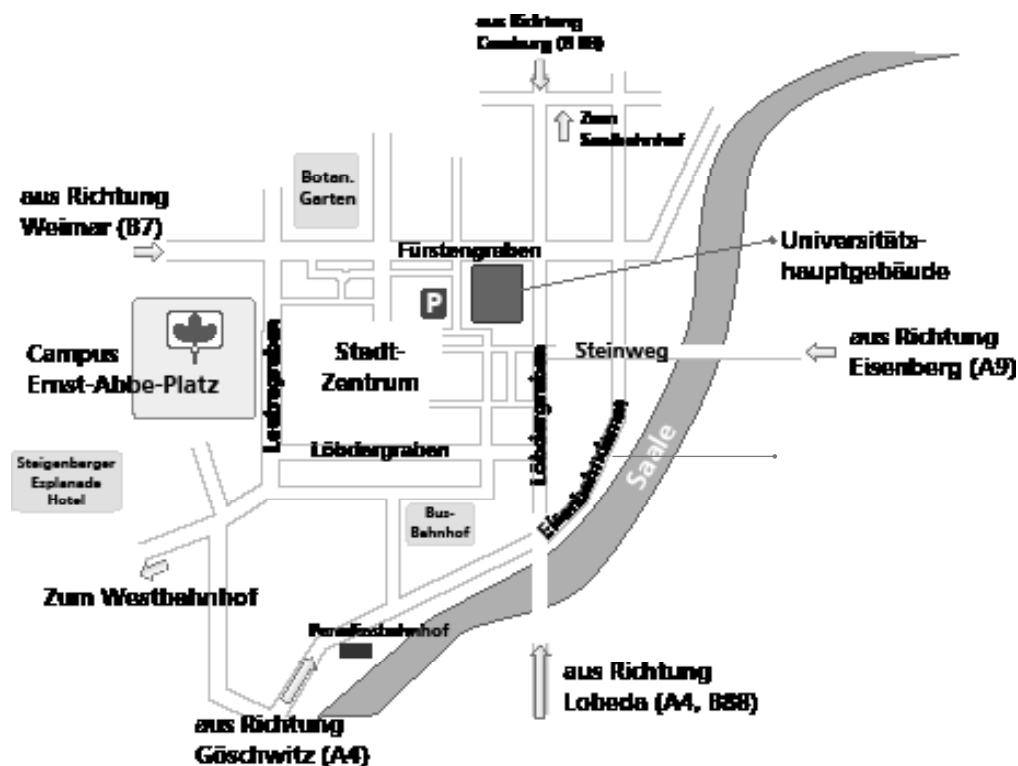 aus Richtung
Camburg (B 88)
Zum
Saalbahnhof
Botan.
Garten
aus Richtung
Weimar (B7)
Fürstengraben
Universitäts-
hauptgebäude
P
Campus
Ernst-Abbe-Platz
Leutragraben
Stadt-
Zentrum
Löbdergraben
Steinweg
aus Richtung
Eisenberg (A9)
Löbdergraben
Eisenbahndamm
Saale
Steigenberger
Esplanade
Hotel
Bus-
Bahnhof
Zum Westbahnhof
Paradiesbahnhof
aus Richtung
Lobeda (A4, B88)
aus Richtung
Göschwitz (A4)